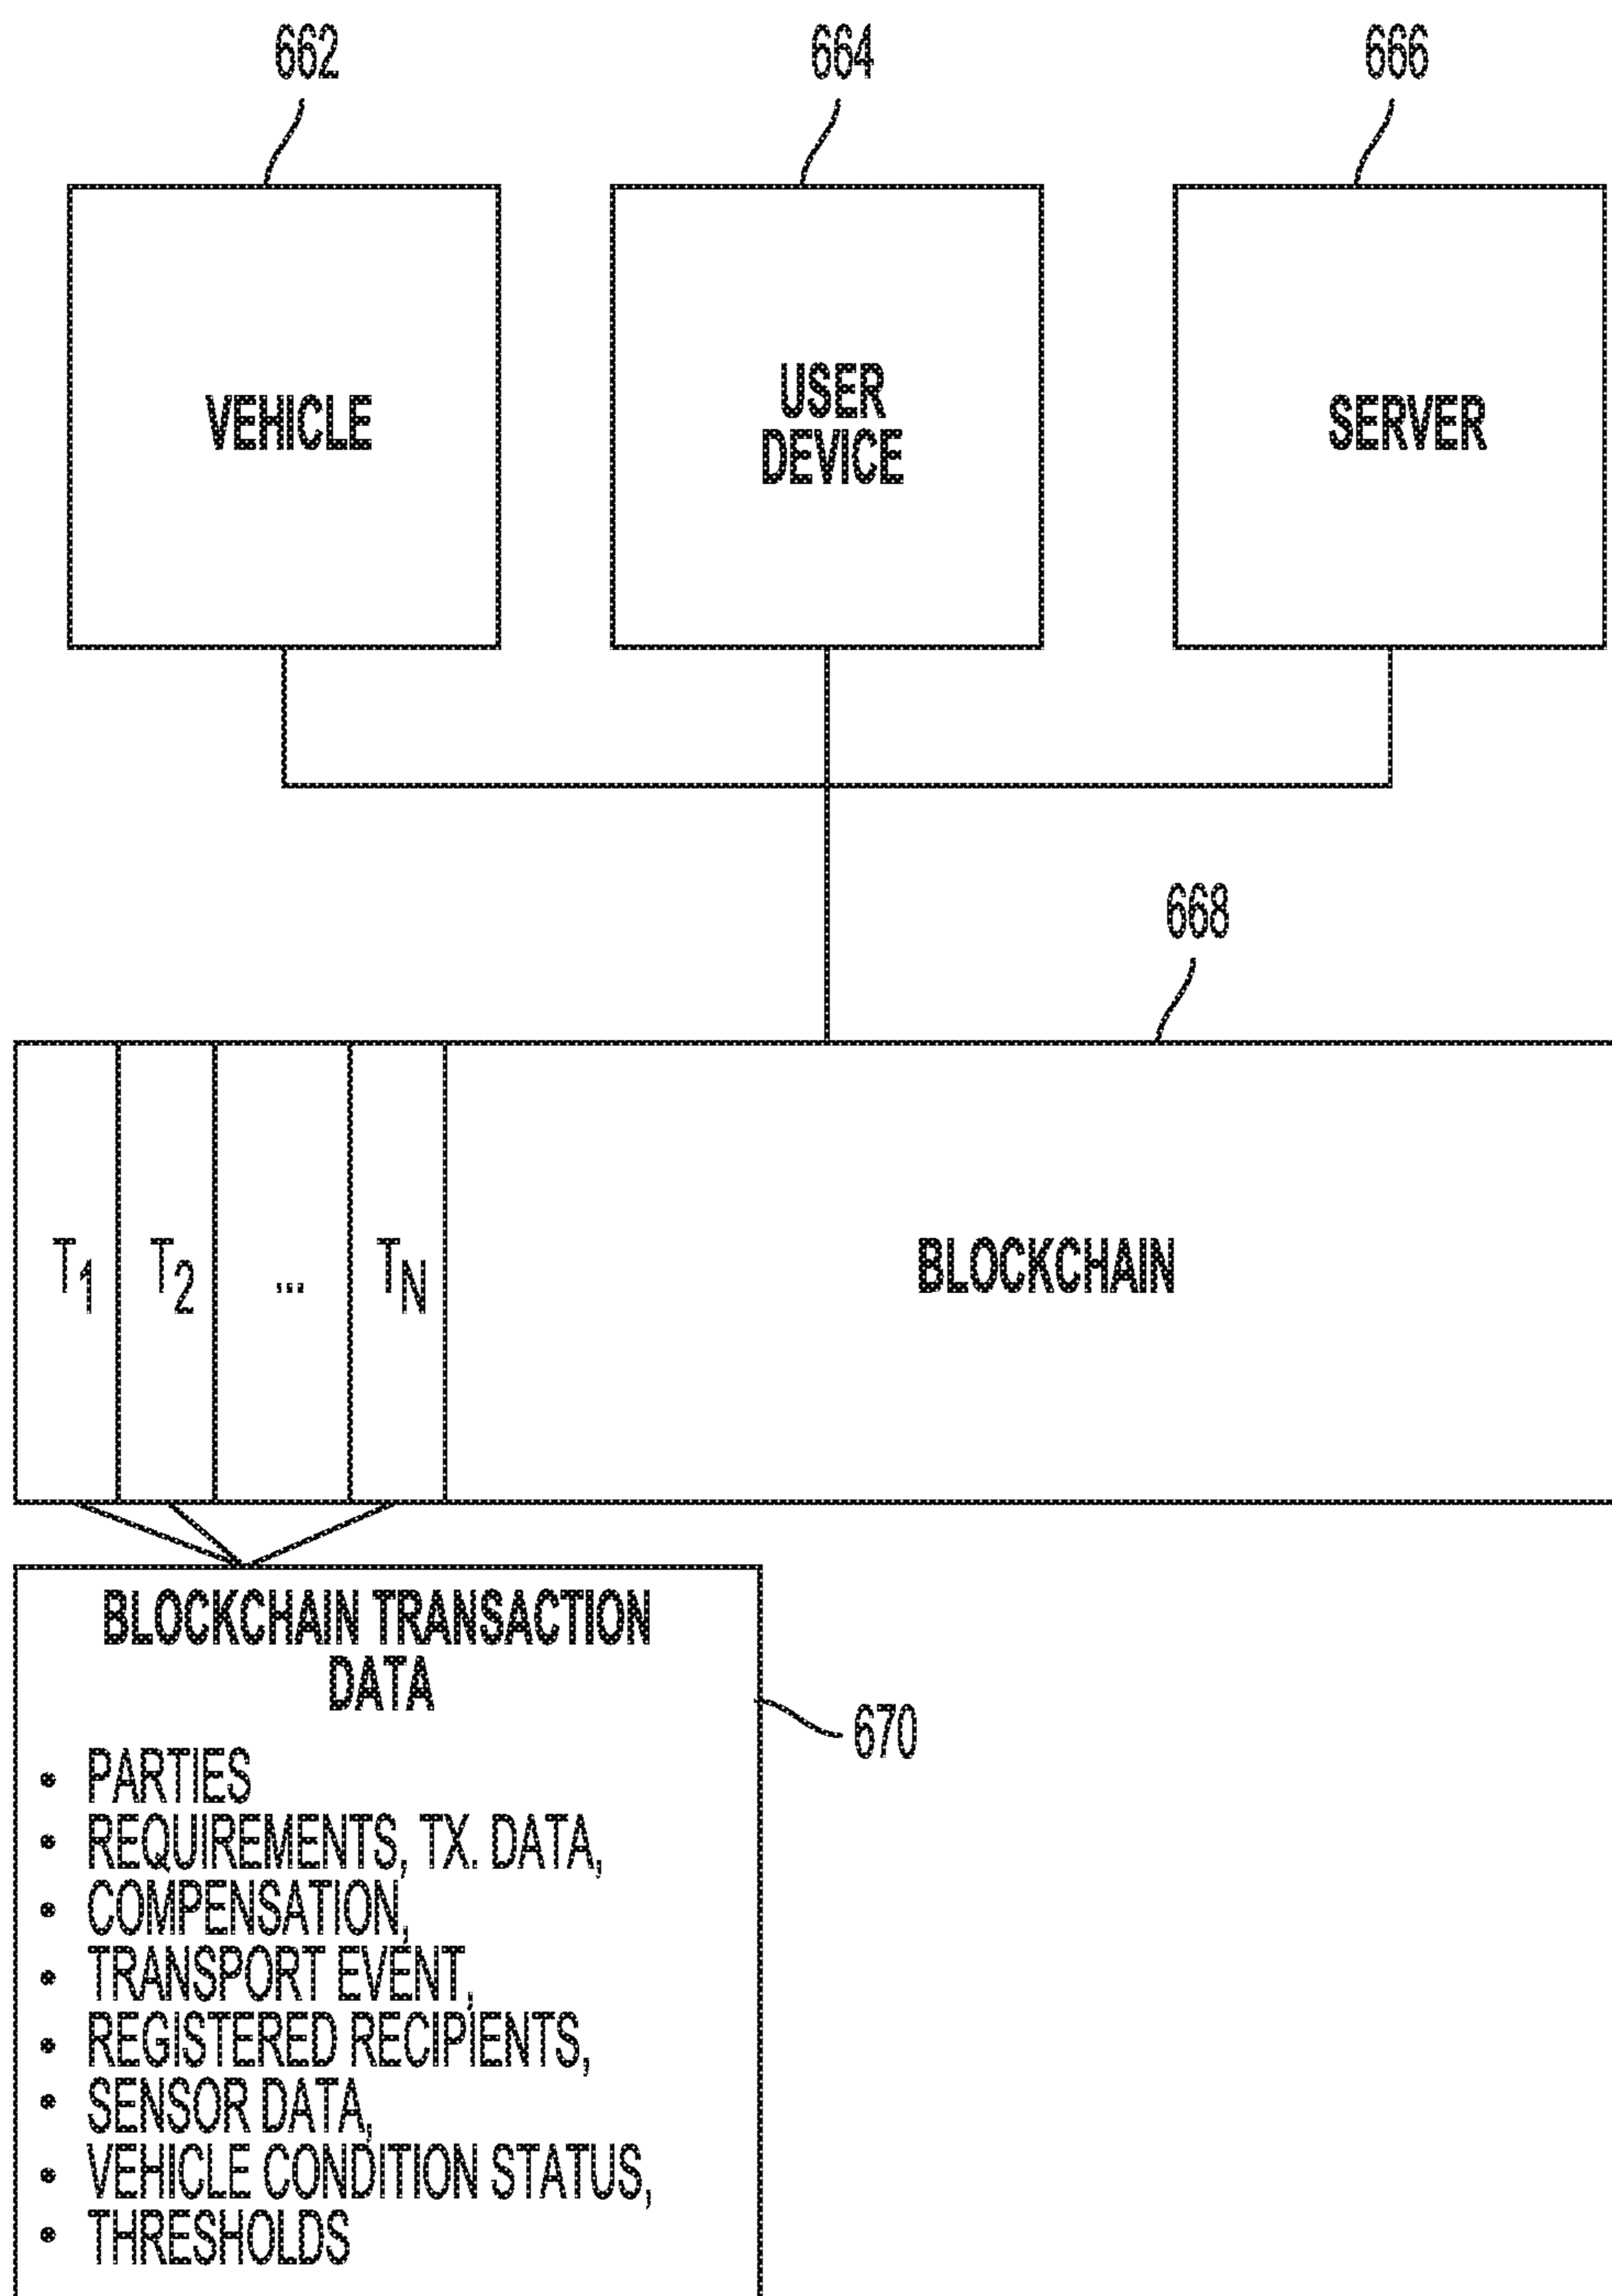 662
664
666
VEHICLE
USER
DEVICE
SERVER
668
T1
T2
...
TN
BLOCKCHAIN
BLOCKCHAIN TRANSACTION
DATA
670
• PARTIES
• REQUIREMENTS, TX. DATA,
• COMPENSATION,
• TRANSPORT EVENT,
• REGISTERED RECIPIENTS,
• SENSOR DATA,
• VEHICLE CONDITION STATUS,
• THRESHOLDS